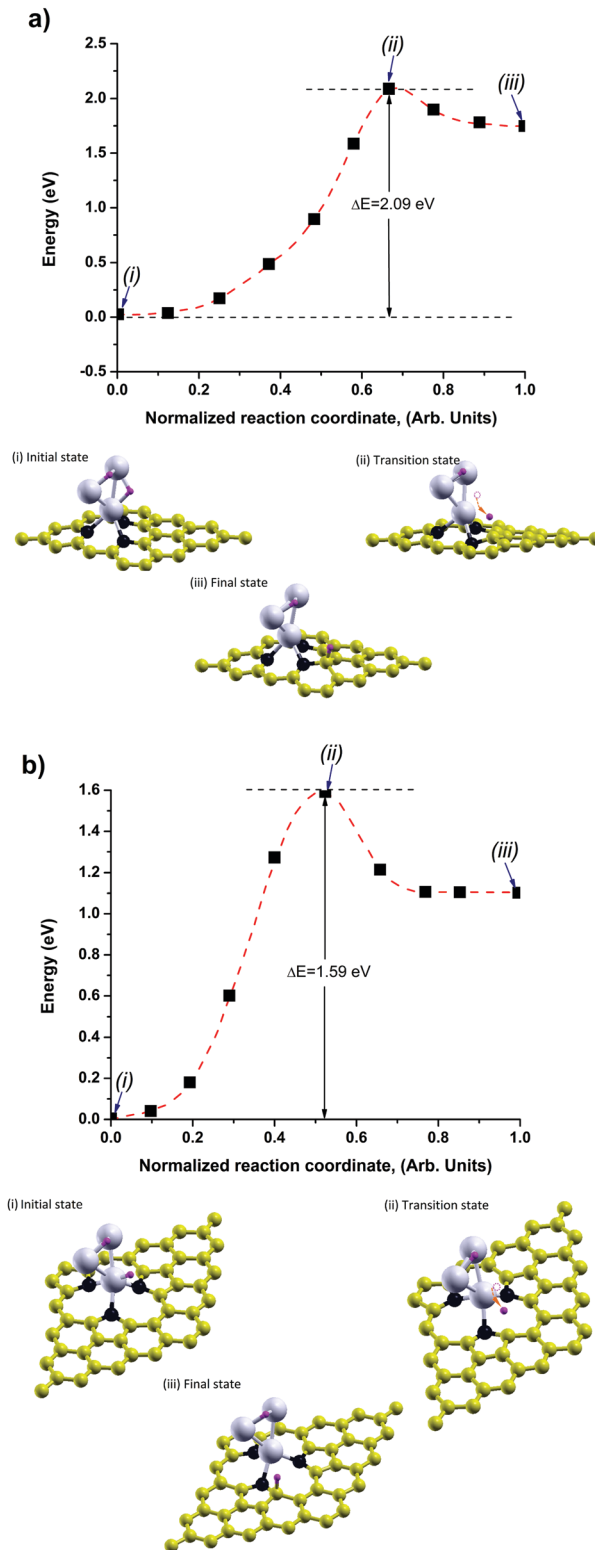 a)
Energy (eV)
2.5
2.0
1.5
1.0
0.5
0.0
-0.5
(i)
(ii)
(iii)
ΔE=2.09 eV
0.0 0.2 0.4 0.6 0.8 1.0
Normalized reaction coordinate, (Arb. Units)
(i) Initial state
(ii) Transition state
(iii) Final state
b)
Energy (eV)
1.6
1.4
1.2
1.0
0.8
0.6
0.4
0.2
0.0
(i)
(ii)
(iii)
ΔE=1.59 eV
0.0 0.2 0.4 0.6 0.8 1.0
Normalized reaction coordinate, (Arb. Units)
(i) Initial state
(ii) Transition state
(iii) Final state